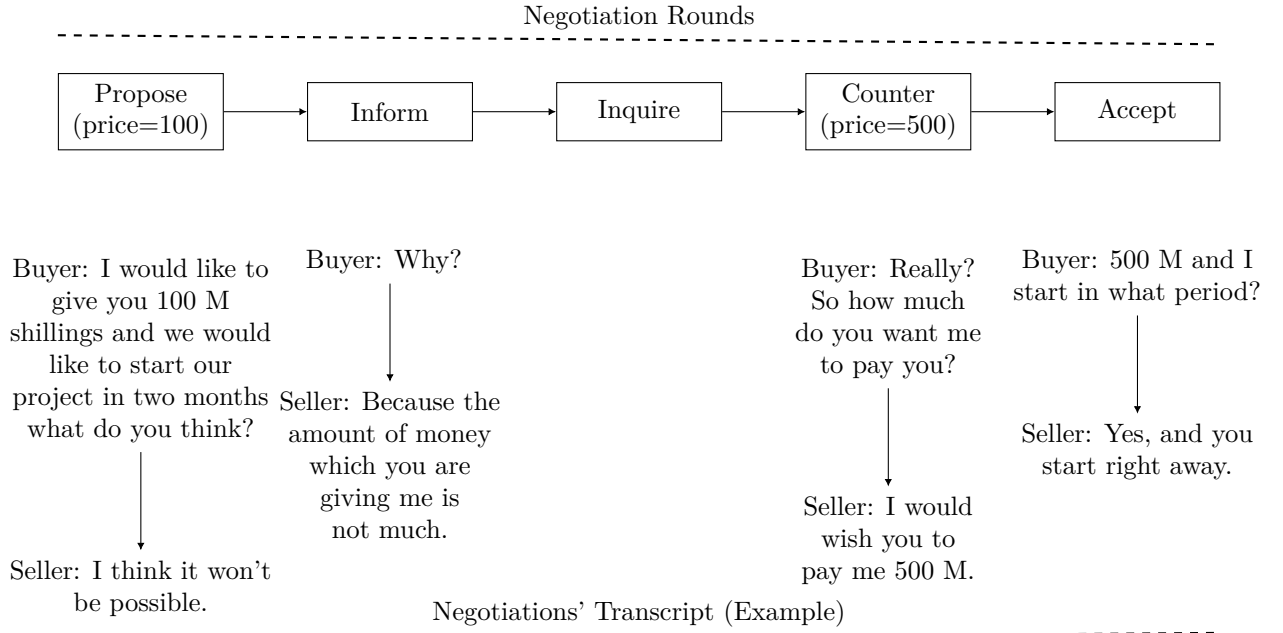 Negotiation Rounds
Propose
(price=100)
Inform
Inquire
Counter
(price=500)
Accept
Buyer: I would like to
give you 100 M
shillings and we would
like to start our
project in two months
what do you think?
Seller: I think it won't
be possible.
Buyer: Why?
Seller: Because the
amount of money
which you are
giving me is
not much.
Buyer: Really?
So how much
do you want me
to pay you?
Seller: I would
wish you to
pay me 500 M.
Buyer: 500 M and I
start in what period?
Seller: Yes, and you
start right away.
Negotiations' Transcript (Example)